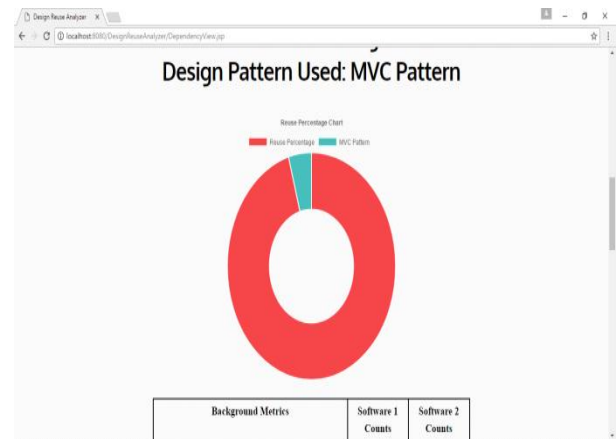 Design Reuse Analyzer
localhost:8080/DesignReuseAnalyzer/DependencyView.jsp
Design Pattern Used: MVC Pattern
Reuse Percentage Chart
Reuse Percentage MVC Pattern
Background Metrics Software 1 Software 2
Counts Counts